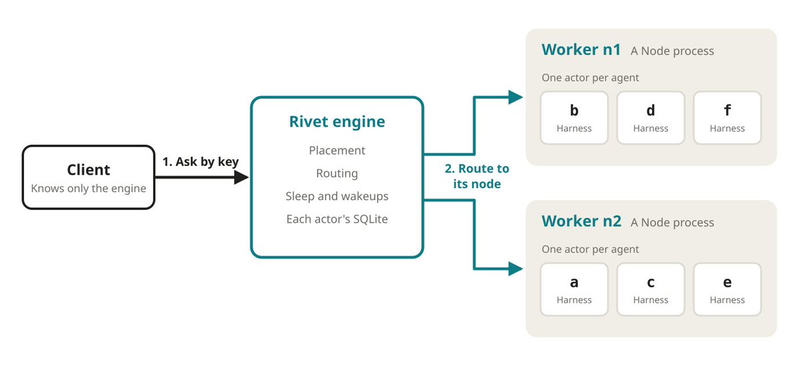 Client
Knows only the engine
1. Ask by key
Rivet engine
Placement
Routing
Sleep and wakeups
Each actor's SQLite
2. Route to
its node
Worker n1 A Node process
One actor per agent
b d f
Harness Harness Harness
Worker n2 A Node process
One actor per agent
a c e
Harness Harness Harness